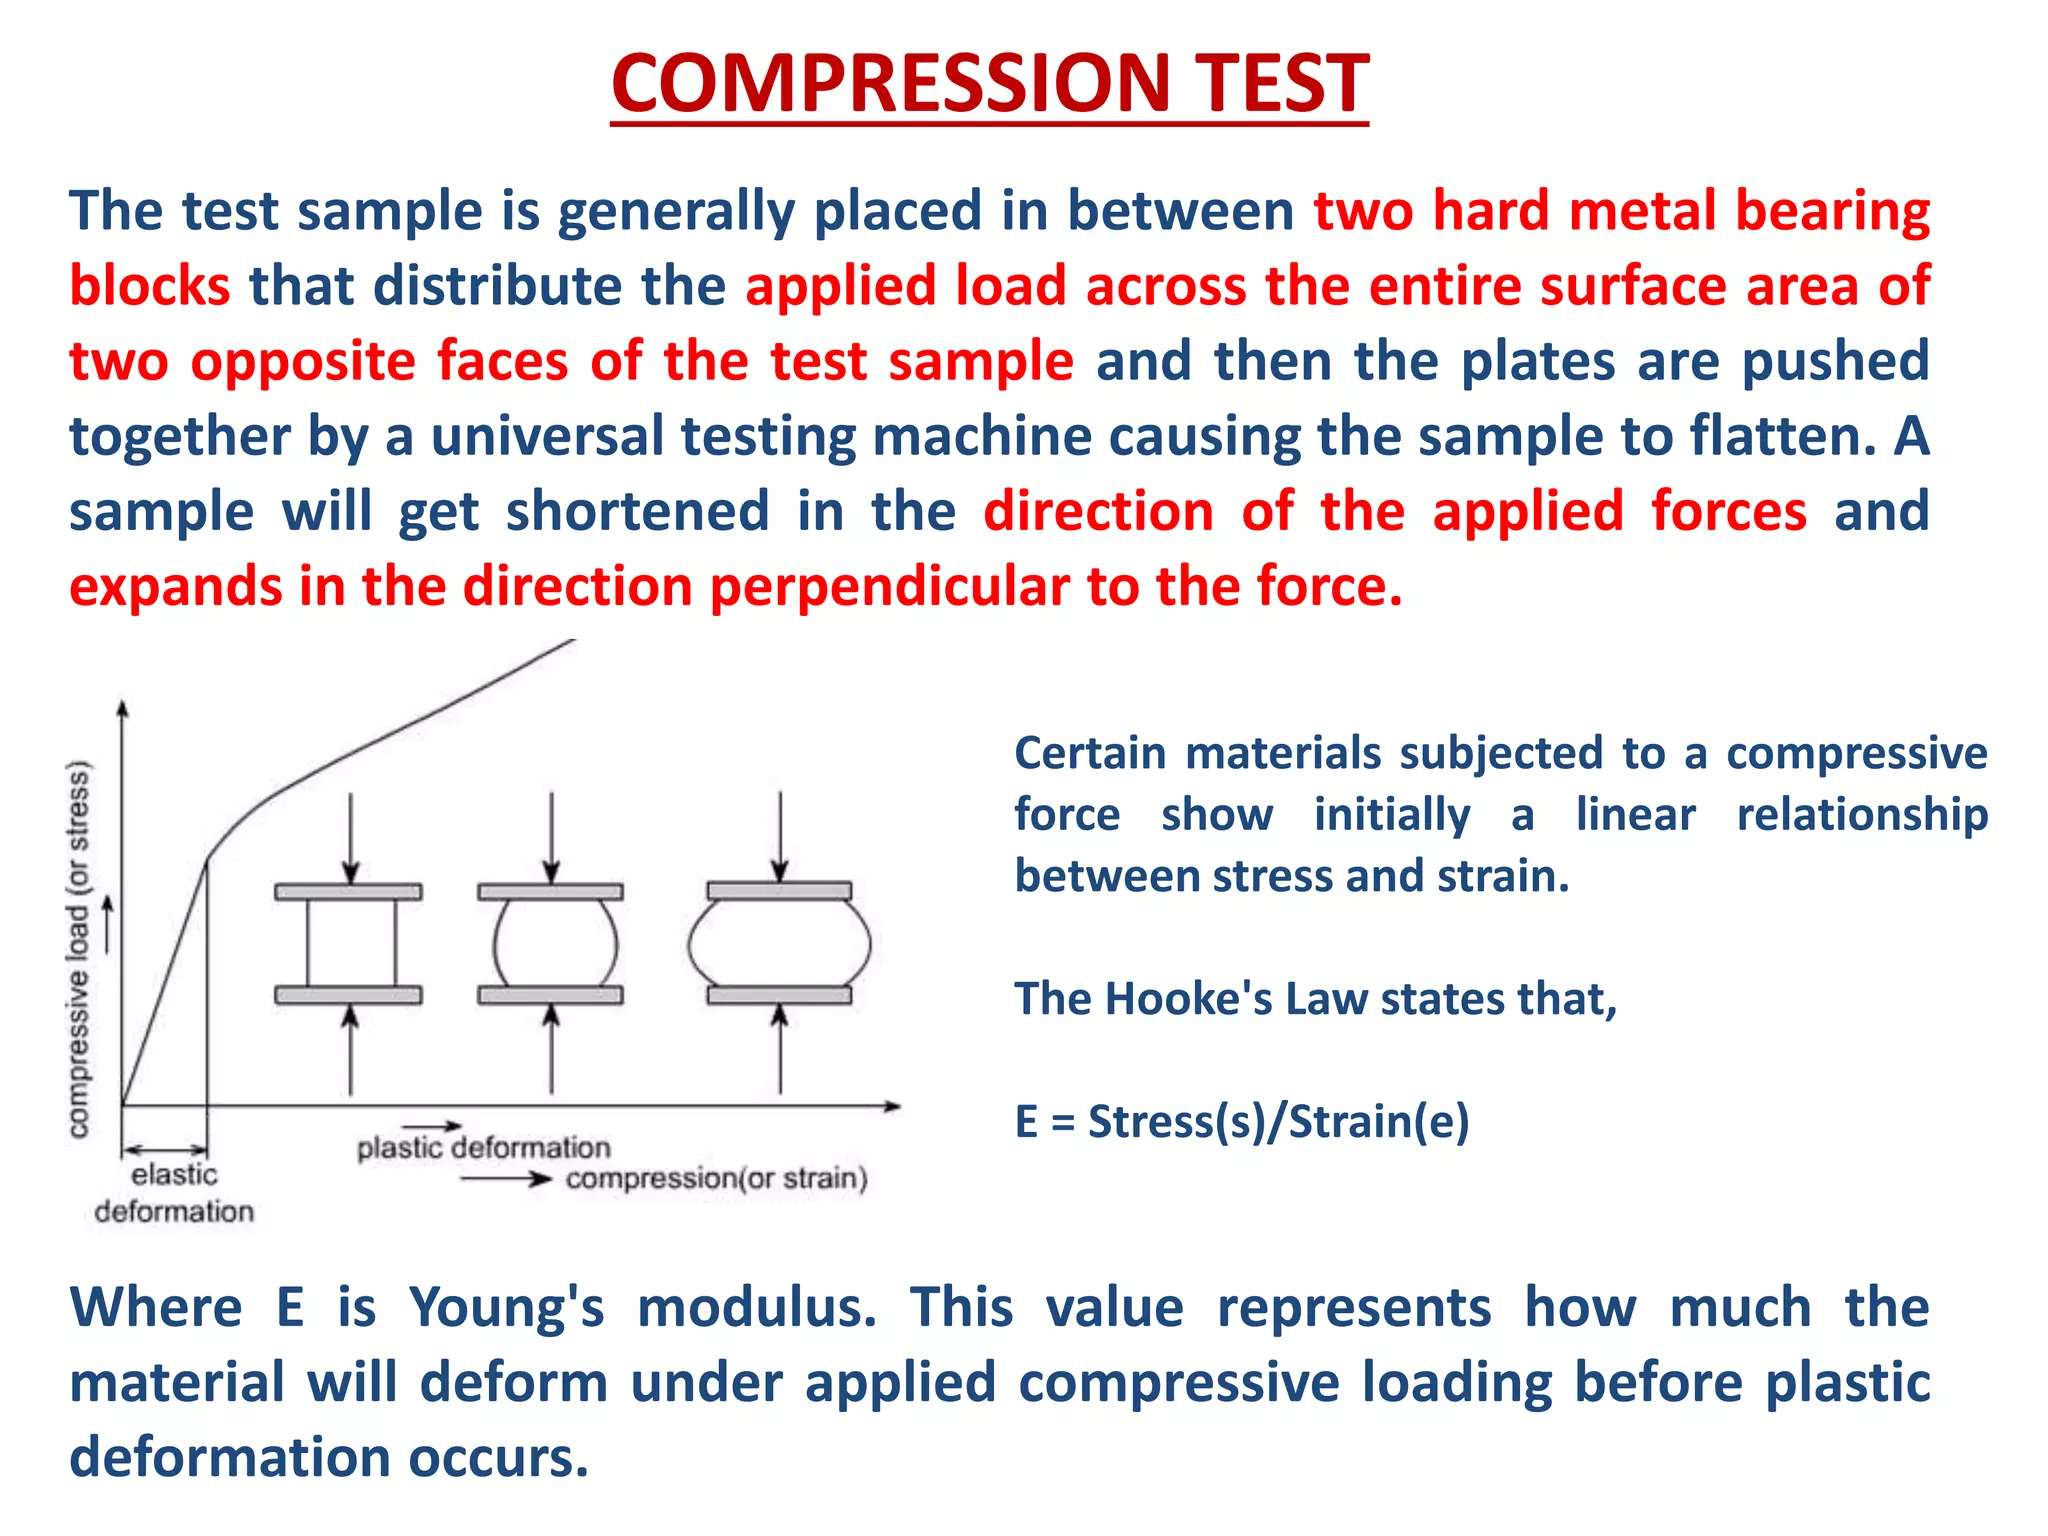 COMPRESSION TEST
The test sample is generally placed in between two hard metal bearing
blocks that distribute the applied load across the entire surface area of
two opposite faces of the test sample and then the plates are pushed
together by a universal testing machine causing the sample to flatten. A
sample will get shortened in the direction of the applied forces and
expands in the direction perpendicular to the force.
compressive load (or stress)
elastic
deformation
plastic deformation
compression(or strain)
Certain materials subjected to a compressive
force show initially a linear relationship
between stress and strain.
The Hooke's Law states that,
E = Stress(s)/Strain(e)
Where E is Young's modulus. This value represents how much the
material will deform under applied compressive loading before plastic
deformation occurs.